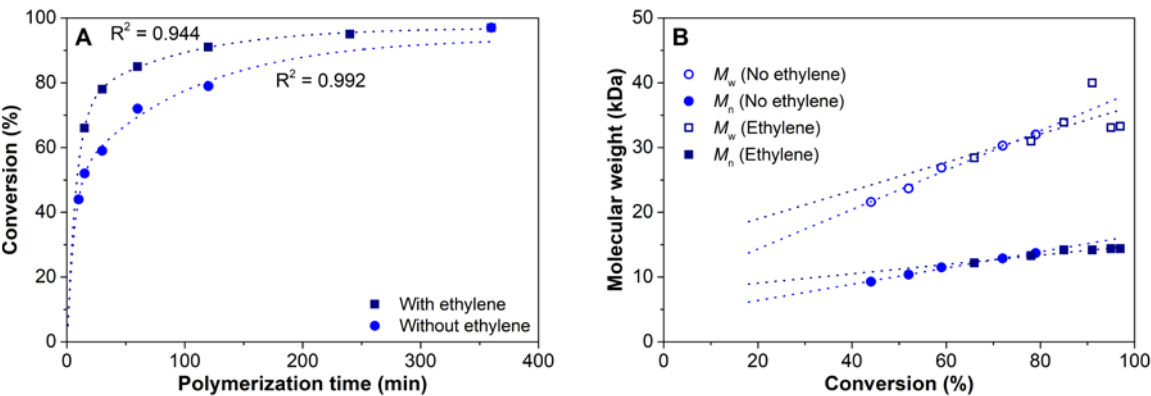 A
R² = 0.944
R² = 0.992
With ethylene
Without ethylene
100
80
60
40
20
0
0
100
200
300
400
Conversion (%)
Polymerization time (min)
B
Mw (No ethylene)
Mn (No ethylene)
Mw (Ethylene)
Mn (Ethylene)
50
40
30
20
10
0
0
20
40
60
80
100
Molecular weight (kDa)
Conversion (%)